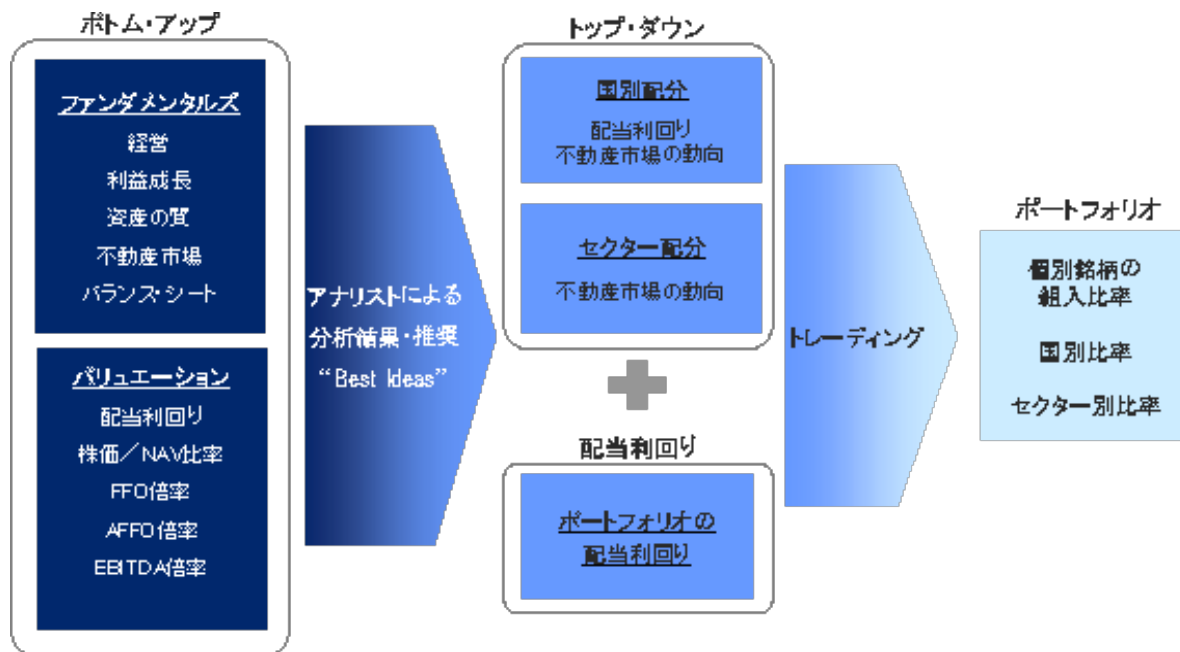 ボトム・アップ
ファンダメンタルズ
経営
利益成長
資産の質
不動産市場
バランス・シート
バリュエーション
配当利回り
株価／NAV比率
FFO倍率
AFFO倍率
EBITDA倍率
アナリストによる
分析結果・推奨
“Best Ideas”
トップ・ダウン
国別配分
配当利回り
不動産市場の動向
セクター配分
不動産市場の動向
配当利回り
ポートフォリオの
配当利回り
トレーディング
ポートフォリオ
個別銘柄の
組入比率
国別比率
セクター別比率